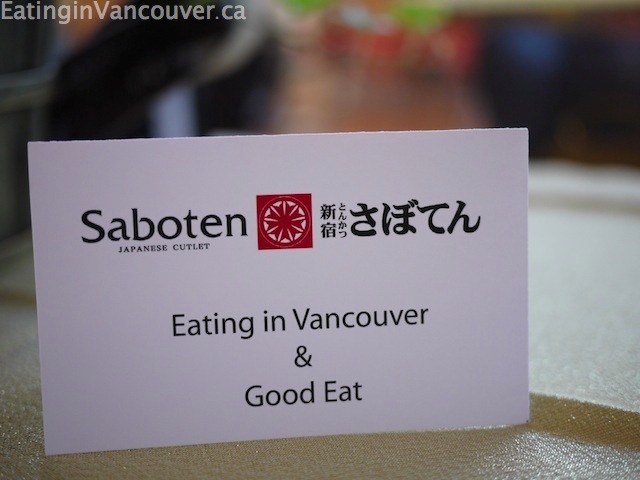 EatinginVancouver.ca
Saboten
JAPANESE CUTLET
新宿
とんかつ
さぼてん
Eating in Vancouver
&
Good Eat